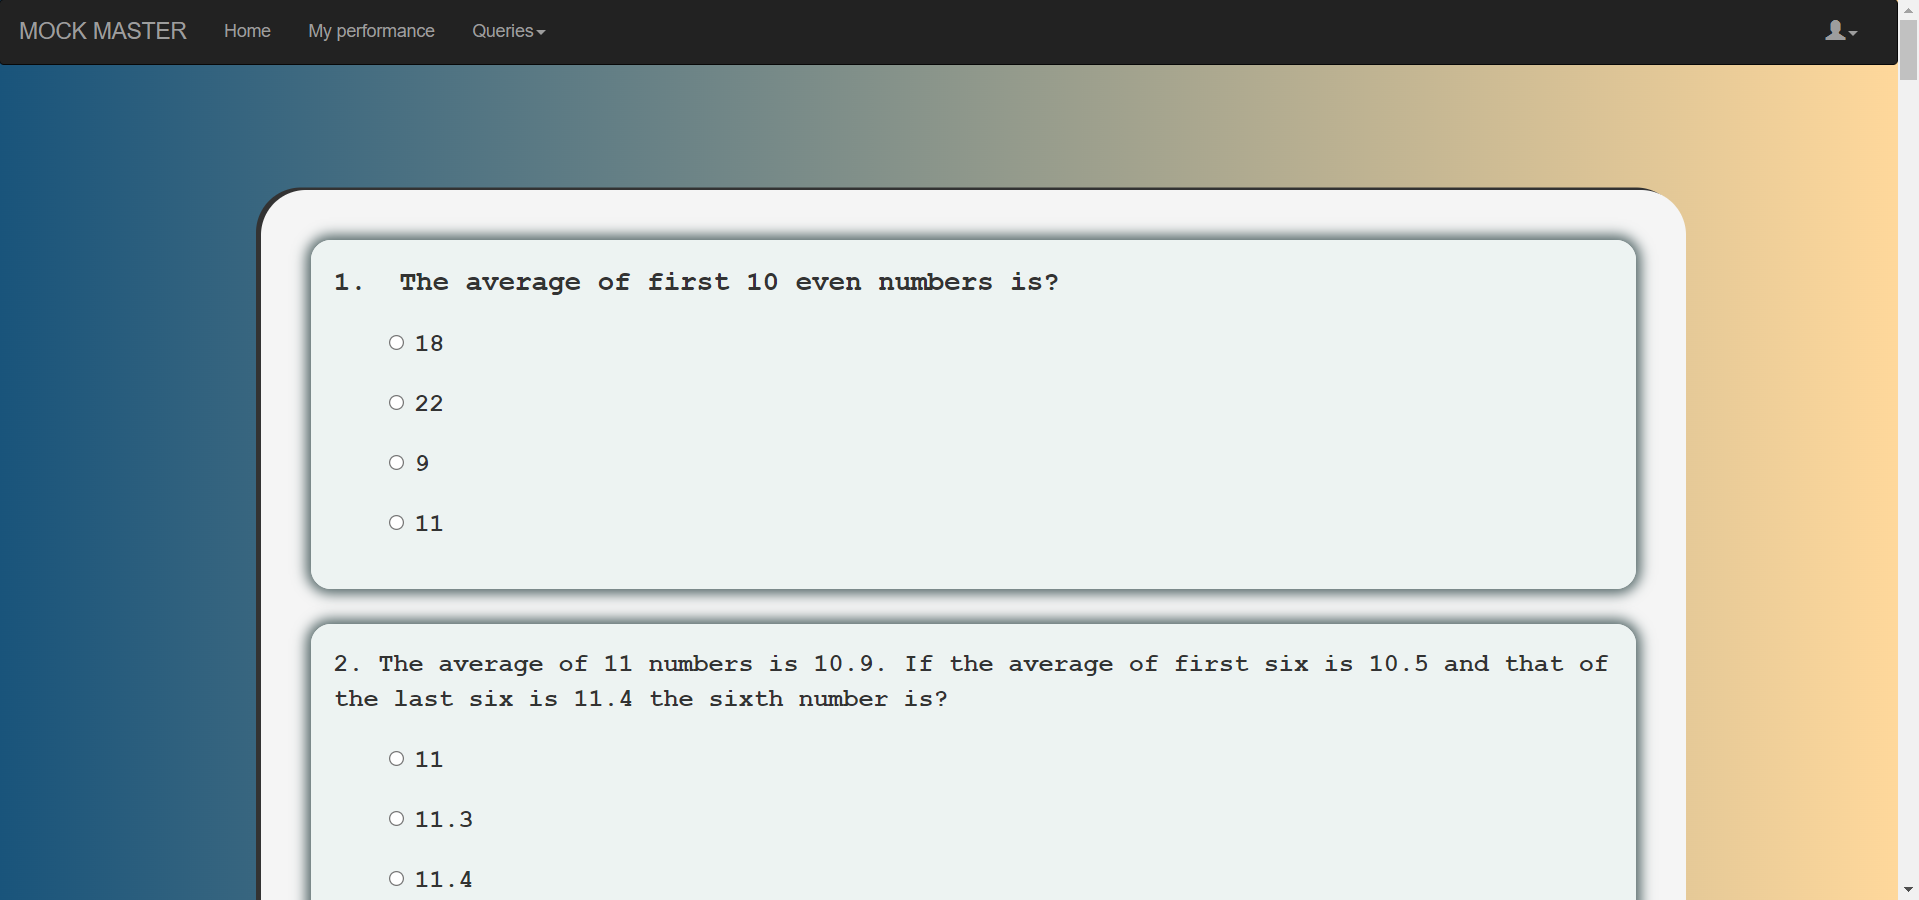 MOCK MASTER Home My performance Queries
1. The average of first 10 even numbers is?
18
22
9
11
2. The average of 11 numbers is 10.9. If the average of first six is 10.5 and that of
the last six is 11.4 the sixth number is?
11
11.3
11.4